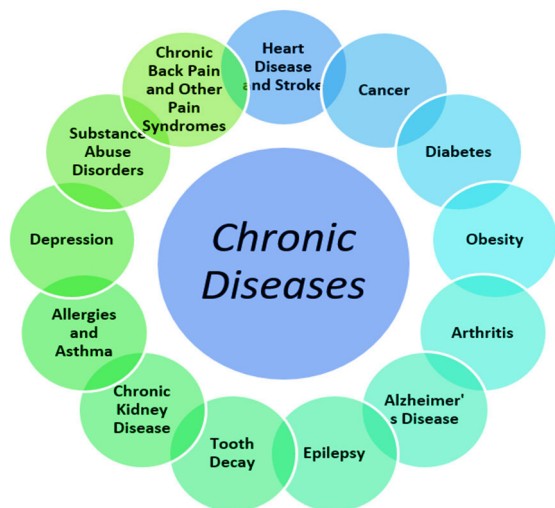 Heart
Disease
and Stroke
Cancer
Diabetes
Obesity
Arthritis
Alzheimer'
s Disease
Epilepsy
Tooth
Decay
Chronic
Kidney
Disease
Allergies
and
Asthma
Depression
Substance
Abuse
Disorders
Chronic
Back Pain
and Other
Pain
Syndromes
Chronic
Diseases